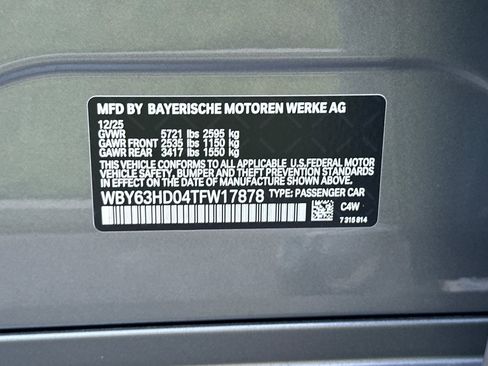 MFD BY BAYERISCHE MOTOREN WERKE AG
12/25
GVWR 5721 lbs 2595 kg
GAWR FRONT 2535 lbs 1150 kg
GAWR REAR 3417 lbs 1550 kg
THIS VEHICLE CONFORMS TO ALL APPLICABLE U.S.FEDERAL MOTOR
VEHICLE SAFETY, BUMPER AND THEFT PREVENTION STANDARDS
IN EFFECT ON THE DATE OF MANUFACTURE SHOWN ABOVE.
WBY63HD04TFW17878 TYPE: PASSENGER CAR
C4W
7 315 814